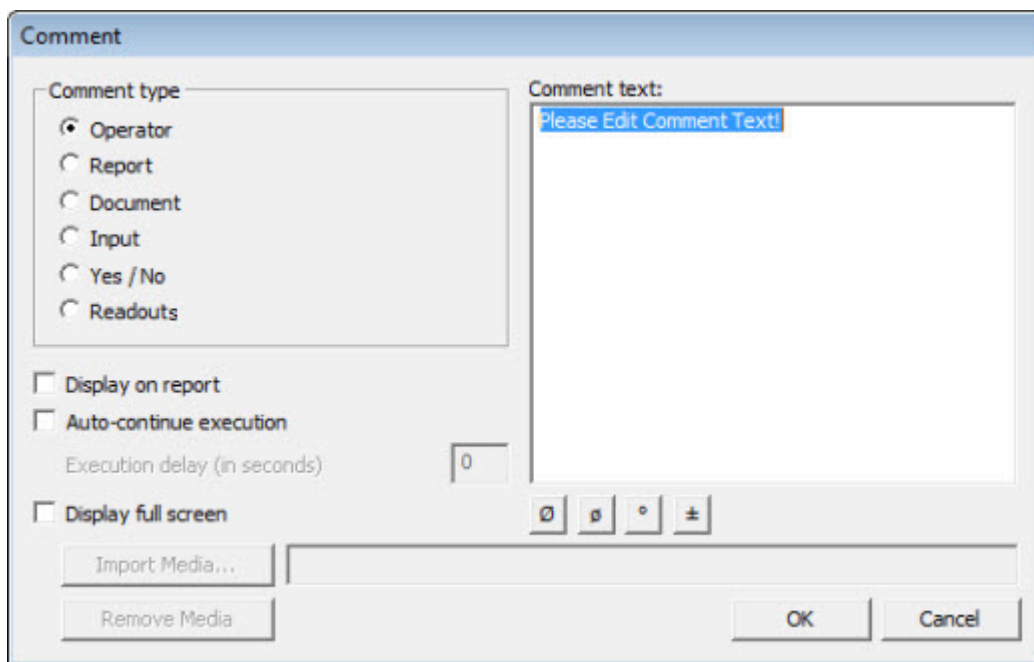 Comment
Comment type
Operator
Report
Document
Input
Yes / No
Readouts
Display on report
Auto-continue execution
Execution delay (in seconds)
0
Display full screen
Import Media...
Remove Media
Comment text:
Please Edit Comment Text!
Ø
ø
°
±
OK
Cancel